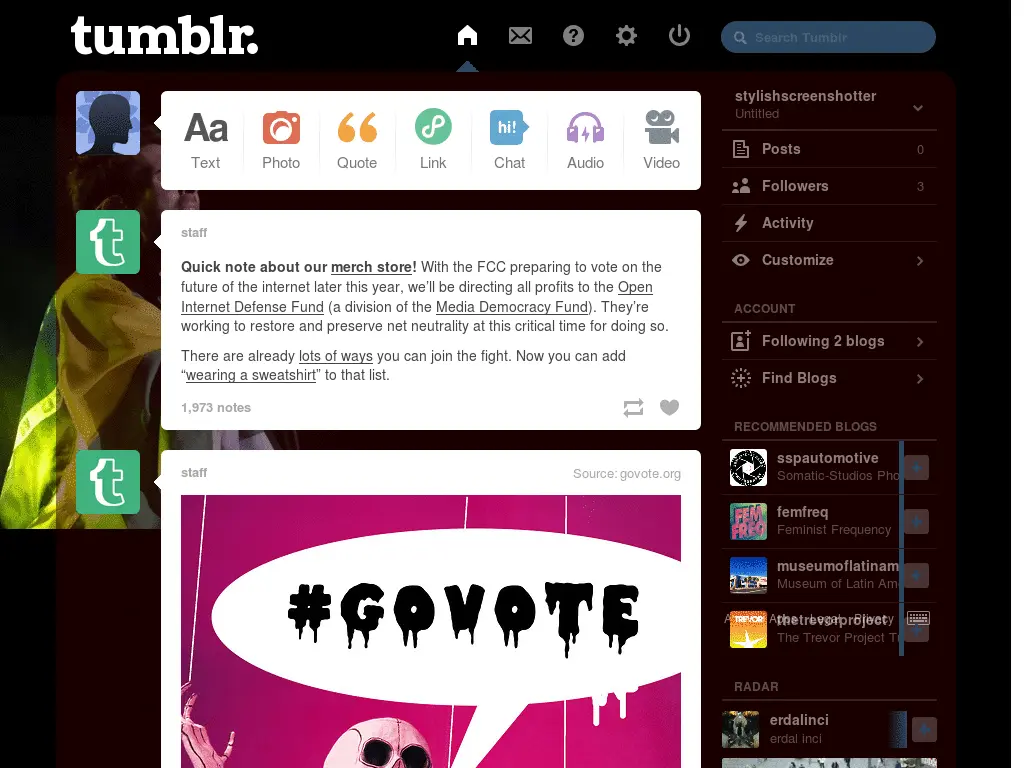 tumblr.
Search Tumblr
Aa
hi!
Text
Photo
Quote
Link
Chat
Audio
Video
staff
Quick note about our merch store! With the FCC preparing to vote on the
future of the internet later this year, we’ll be directing all profits to the Open
Internet Defense Fund (a division of the Media Democracy Fund). They’re
working to restore and preserve net neutrality at this critical time for doing so.
There are already lots of ways you can join the fight. Now you can add
“wearing a sweatshirt” to that list.
1,973 notes
staff
Source: govote.org
#GOVOTE
stylishscreenshotter
Untitled
Posts 0
Followers 3
Activity
Customize
ACCOUNT
Following 2 blogs
Find Blogs
RECOMMENDED BLOGS
sspautomotive
Somatic-Studios Pho
femfreq
Feminist Frequency
museumoflatinam
Museum of Latin Am
thetrevorproject
Apps Legal Privacy
TREVOR
The Trevor Project T
RADAR
erdalinci
erdal inci